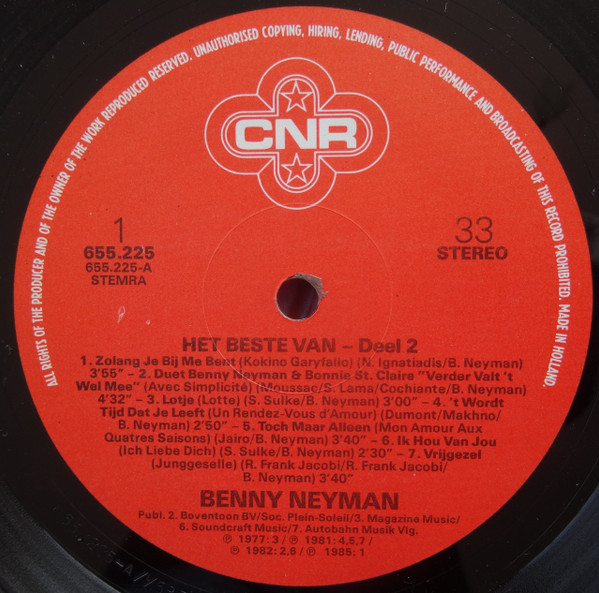 ALL RIGHTS OF THE PRODUCER AND OF THE OWNER OF THE WORK REPRODUCED RESERVED. UNAUTHORISED COPYING, HIRING, LENDING, PUBLIC PERFORMANCE AND BROADCASTING OF THIS RECORD PROHIBITED. MADE IN HOLLAND.
CNR
1
655.225
655.225-A
STEMRA
33
STEREO
HET BESTE VAN – Deel 2
1. Zolang Je Bij Me Bent (Kokino Garyfallo) (N. Ignatiadis/B. Neyman)
3'55" – 2. Duet Benny Neyman & Bonnie St. Claire "Verder Valt 't
Wel Mee" (Avec Simplicité) (Moussac/S. Lama/Cochiante/B. Neyman)
4'32" – 3. Lotje (Lotte) (S. Sulke/B. Neyman) 3'00" – 4. 't Wordt
Tijd Dat Je Leeft (Un Rendez-Vous d'Amour) (Dumont/Makhno/
B. Neyman) 2'50" – 5. Toch Maar Alleen (Mon Amour Aux
Quatres Saisons) (Jairo/B. Neyman) 3'40" – 6. Ik Hou Van Jou
(Ich Liebe Dich) (S. Sulke/B. Neyman) 2'30" – 7. Vrijgezel
(Junggeselle) (R. Frank Jacobi/R. Frank Jacobi/
B. Neyman) 3'40"
BENNY NEYMAN
Publ. 2. Boventoon BV/Soc. Plein-Soleil/3. Magazine Music/
6. Soundcraft Music/7. Autobahn Musik Vlg.
℗ 1977: 3 / ℗ 1981: 4,5,7 /
℗ 1982: 2.6 / ℗ 1985: 1